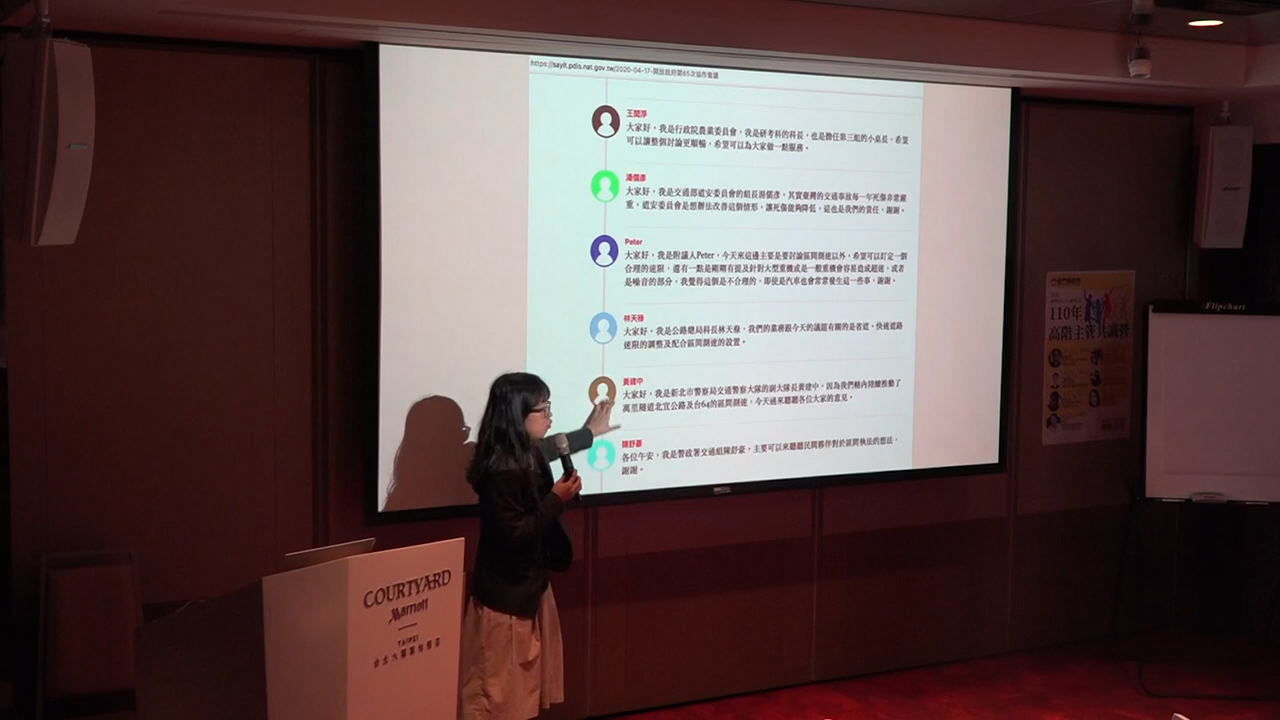 https://sayit.pdis.nat.gov.tw/2020-04-17-開放政府第65次協作會議
大家好，我是行政院農業委員會，我是研考科的科長，也是擔任第三組的小桌長，希望
可以讓整個討論更順暢，希望可以為大家做一點服務。
湯儒彥
大家好，我是交通部道安委員會的組長湯儒彥，其實臺灣的交通事故每一年死傷非常嚴
重，道安委員會是想辦法改善這個情形，讓死傷能夠降低，這也是我們的責任，謝謝。
Peter
大家好，我是附議人Peter，今天來這邊主要是要討論區間測速以外，希望可以訂定一個
合理的速限，還有一點是剛剛有提及針對大型重機或是一般重機會容易造成超速，或者
是噪音的部分，我覺得這個是不合理的，即使是汽車也會常常發生這一些事，謝謝。
林天祿
大家好，我是公路總局科長林天祿，我們的業務跟今天的議題有關的是省道、快速道路
速限的調整及配合區間測速的設置。
黃建中
大家好，我是新北市警察局交通警察大隊的副大隊長黃建中，因為我們轄內陸續推動了
萬里隧道北宜公路及台64的區間測速，今天過來聽聽各位大家的意見。
陳舒豪
各位午安，我是警政署交通組陳舒豪，主要可以來聽聽民間夥伴對於區間執法的想法，
謝謝。
110年
高階主管共識營
Flipchart
COURTYARD
Marriott
TAIPEI